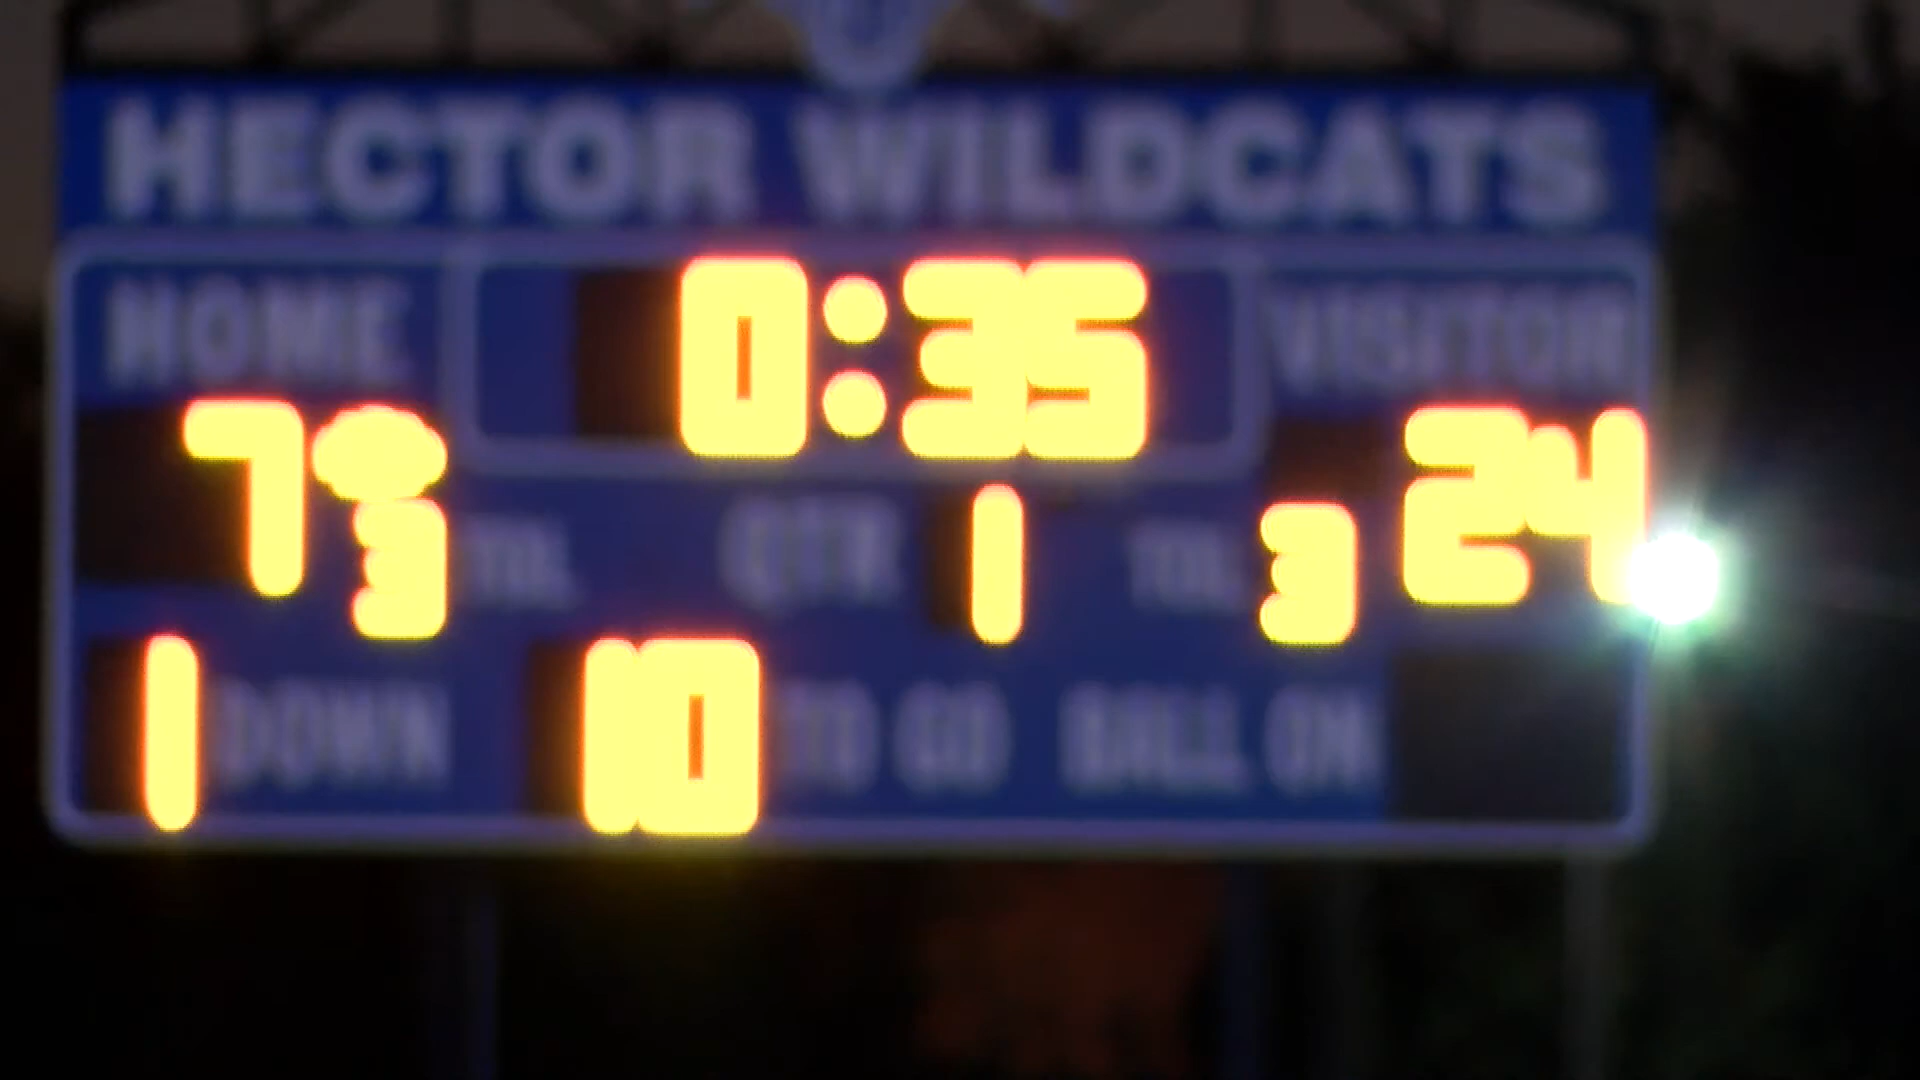 HECTOR WILDCATS
HOME 0:35 VISITOR
7 24
3 TOL QTR 1 TOL 3
1 DOWN 10 TO GO BALL ON